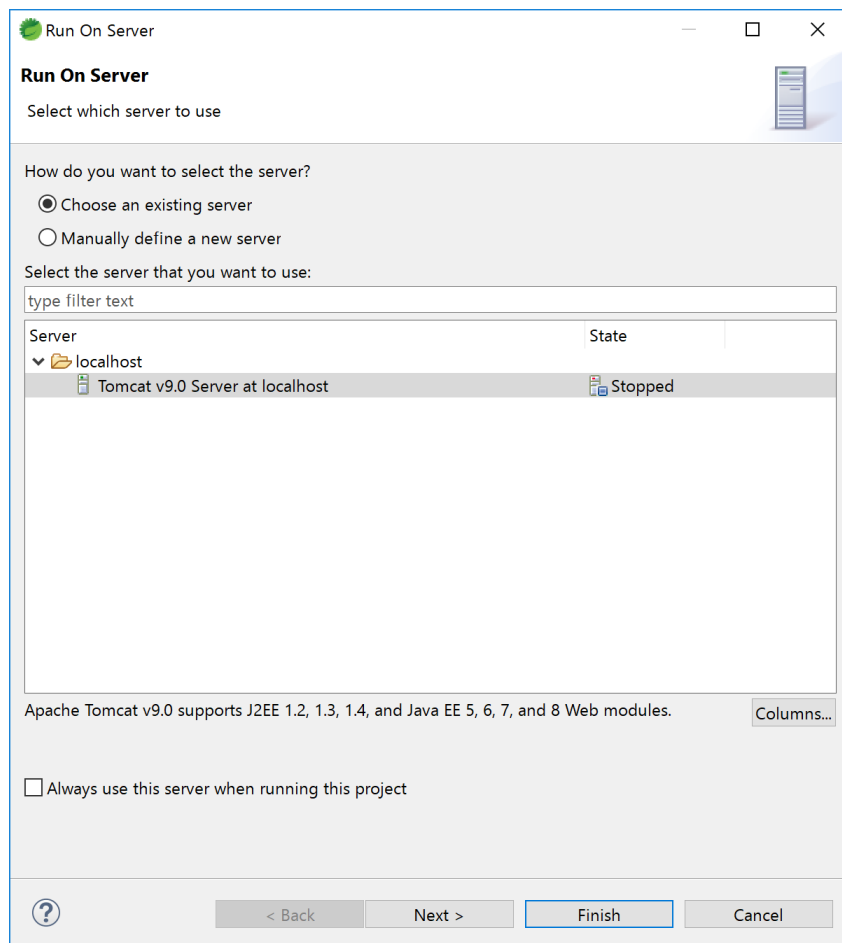 Run On Server
Run On Server
Select which server to use
How do you want to select the server?
Choose an existing server
Manually define a new server
Select the server that you want to use:
type filter text
Server State
localhost
Tomcat v9.0 Server at localhost Stopped
Apache Tomcat v9.0 supports J2EE 1.2, 1.3, 1.4, and Java EE 5, 6, 7, and 8 Web modules.
Columns...
Always use this server when running this project
? < Back Next > Finish Cancel